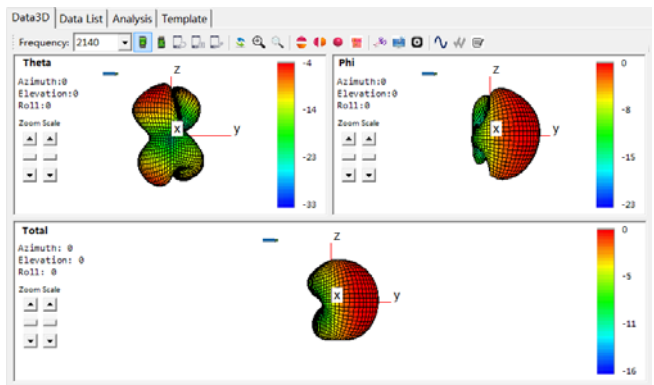 Data3D Data List Analysis Template
Frequency: 2140
Theta
Azimuth:0
Elevation:0
Roll:0
Zoom Scale
Z
X
y
-4
-14
-23
-33
Phi
Azimuth:0
Elevation:0
Roll:0
Zoom Scale
Z
X
y
0
-8
-15
-23
Total
Azimuth: 0
Elevation: 0
Roll: 0
Zoom Scale
Z
X
y
0
-5
-11
-16